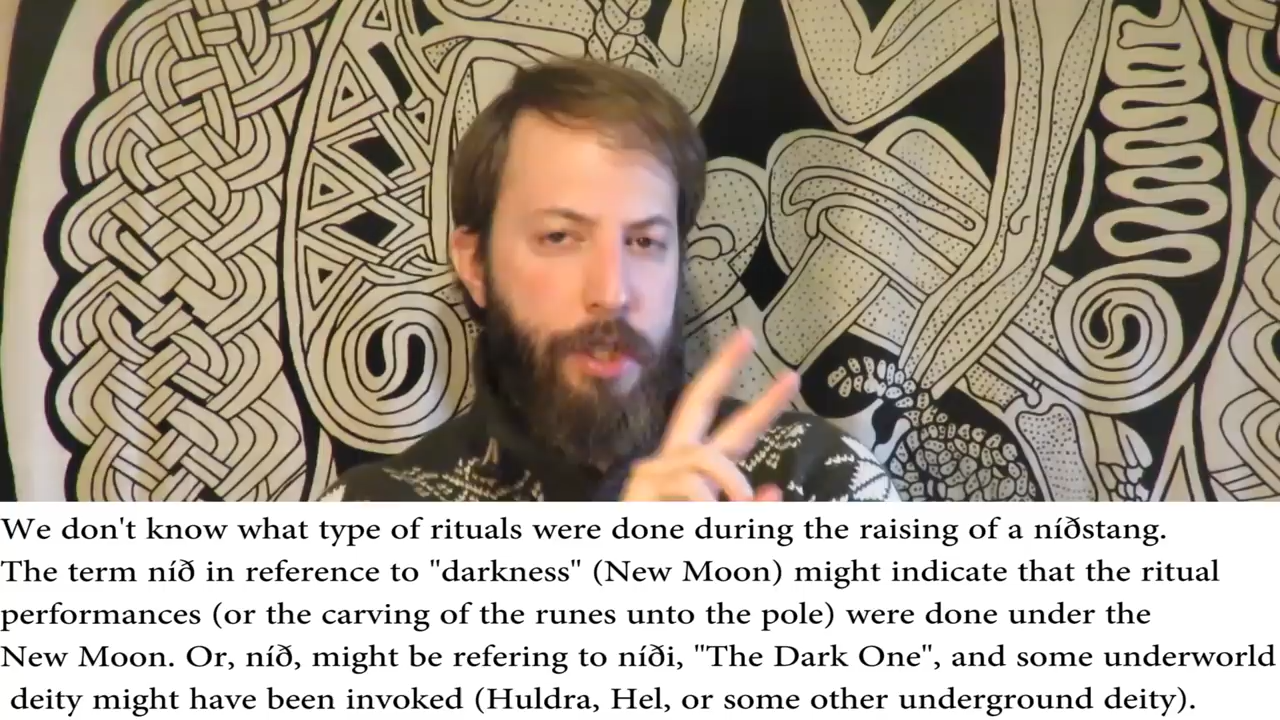 We don't know what type of rituals were done during the raising of a níðstang.
The term níð in reference to "darkness" (New Moon) might indicate that the ritual
performances (or the carving of the runes unto the pole) were done under the
New Moon. Or, níð, might be refering to níði, "The Dark One", and some underworld
deity might have been invoked (Huldra, Hel, or some other underground deity).